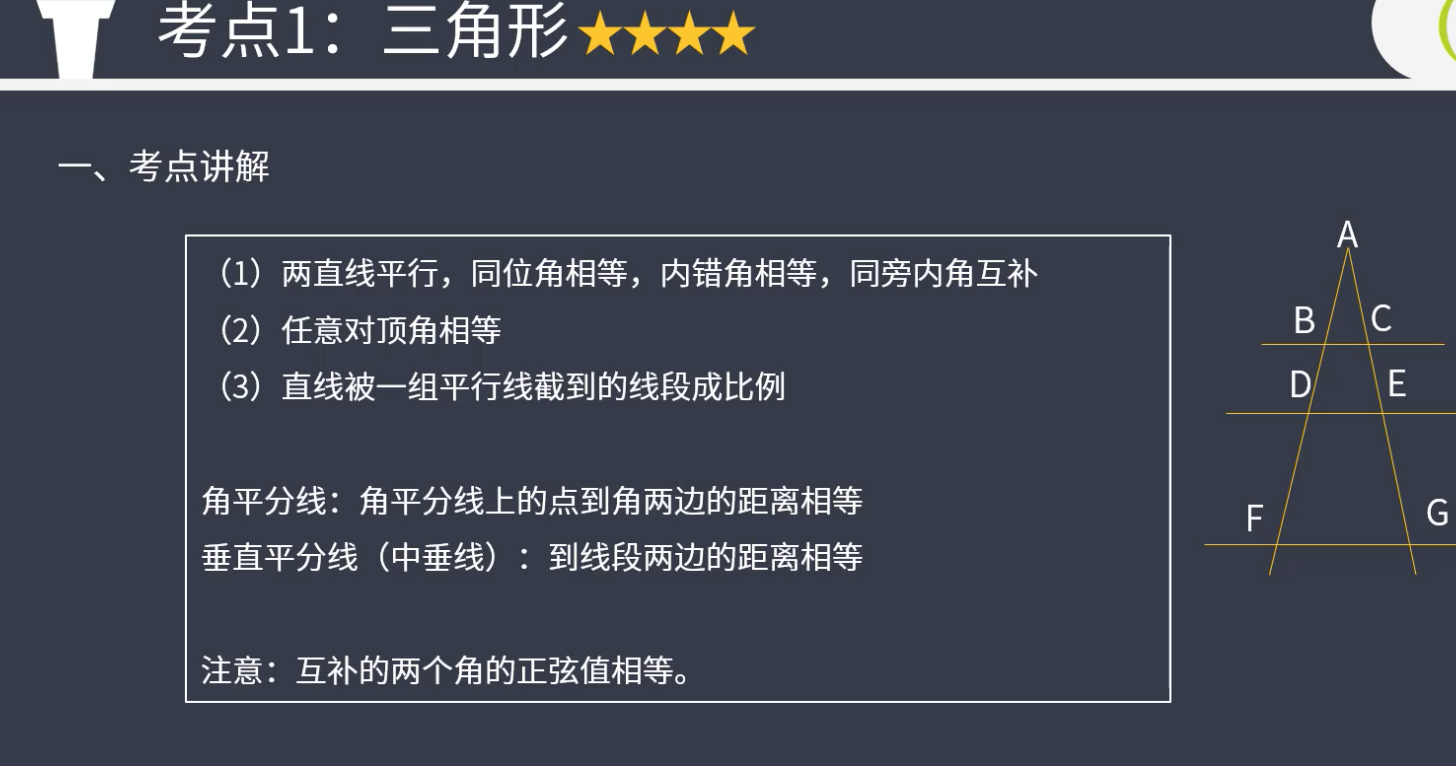 考点1：三角形★★★★
一、考点讲解
（1）两直线平行，同位角相等，内错角相等，同旁内角互补
（2）任意对顶角相等
（3）直线被一组平行线截到的线段成比例
角平分线：角平分线上的点到角两边的距离相等
垂直平分线（中垂线）：到线段两边的距离相等
注意：互补的两个角的正弦值相等。
A
B C
D E
F G